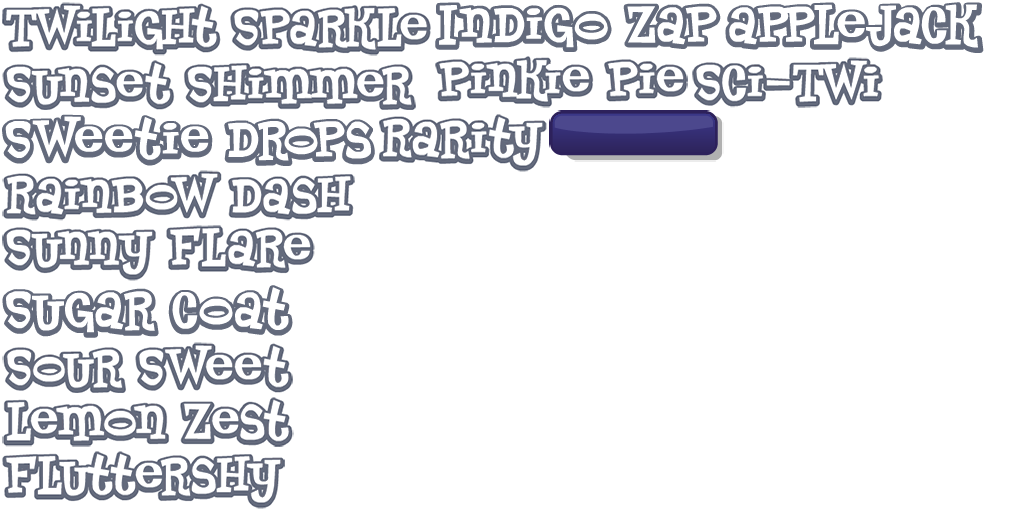 Twilight Sparkle Indigo Zap Applejack
Sunset Shimmer Pinkie Pie Sci-Twi
Sweetie Drops Rarity
Rainbow Dash
Sunny Flare
Sugar Coat
Sour Sweet
Lemon Zest
Fluttershy